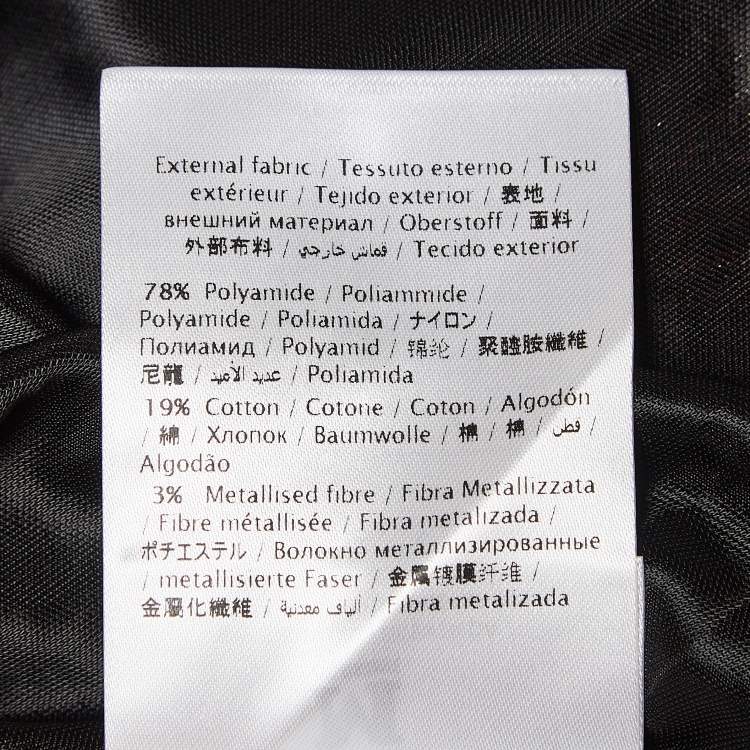 External fabric / Tessuto esterno / Tissu
extérieur / Tejido exterior / 表地 /
внешний материал / Oberstoff / 面料 /
外部布料 / قماش خارجي / Tecido exterior
78% Polyamide / Poliammide /
Polyamide / Poliamida / ナイロン /
Полиамид / Polyamid / 锦纶 / 聚醯胺纖維 /
尼龍 / عديد الأميد / Poliamida
19% Cotton / Cotone / Coton / Algodón
/ 綿 / Хлопок / Baumwolle / 棉 / 棉 / قطن /
Algodão
3% Metallised fibre / Fibra Metallizzata
/ Fibre métallisée / Fibra metalizada /
ポチエステル / Волокно металлизированные
/ metallisierte Faser / 金属镀膜纤维 /
金屬化纖維 / ألياف معدنية / Fibra metalizada